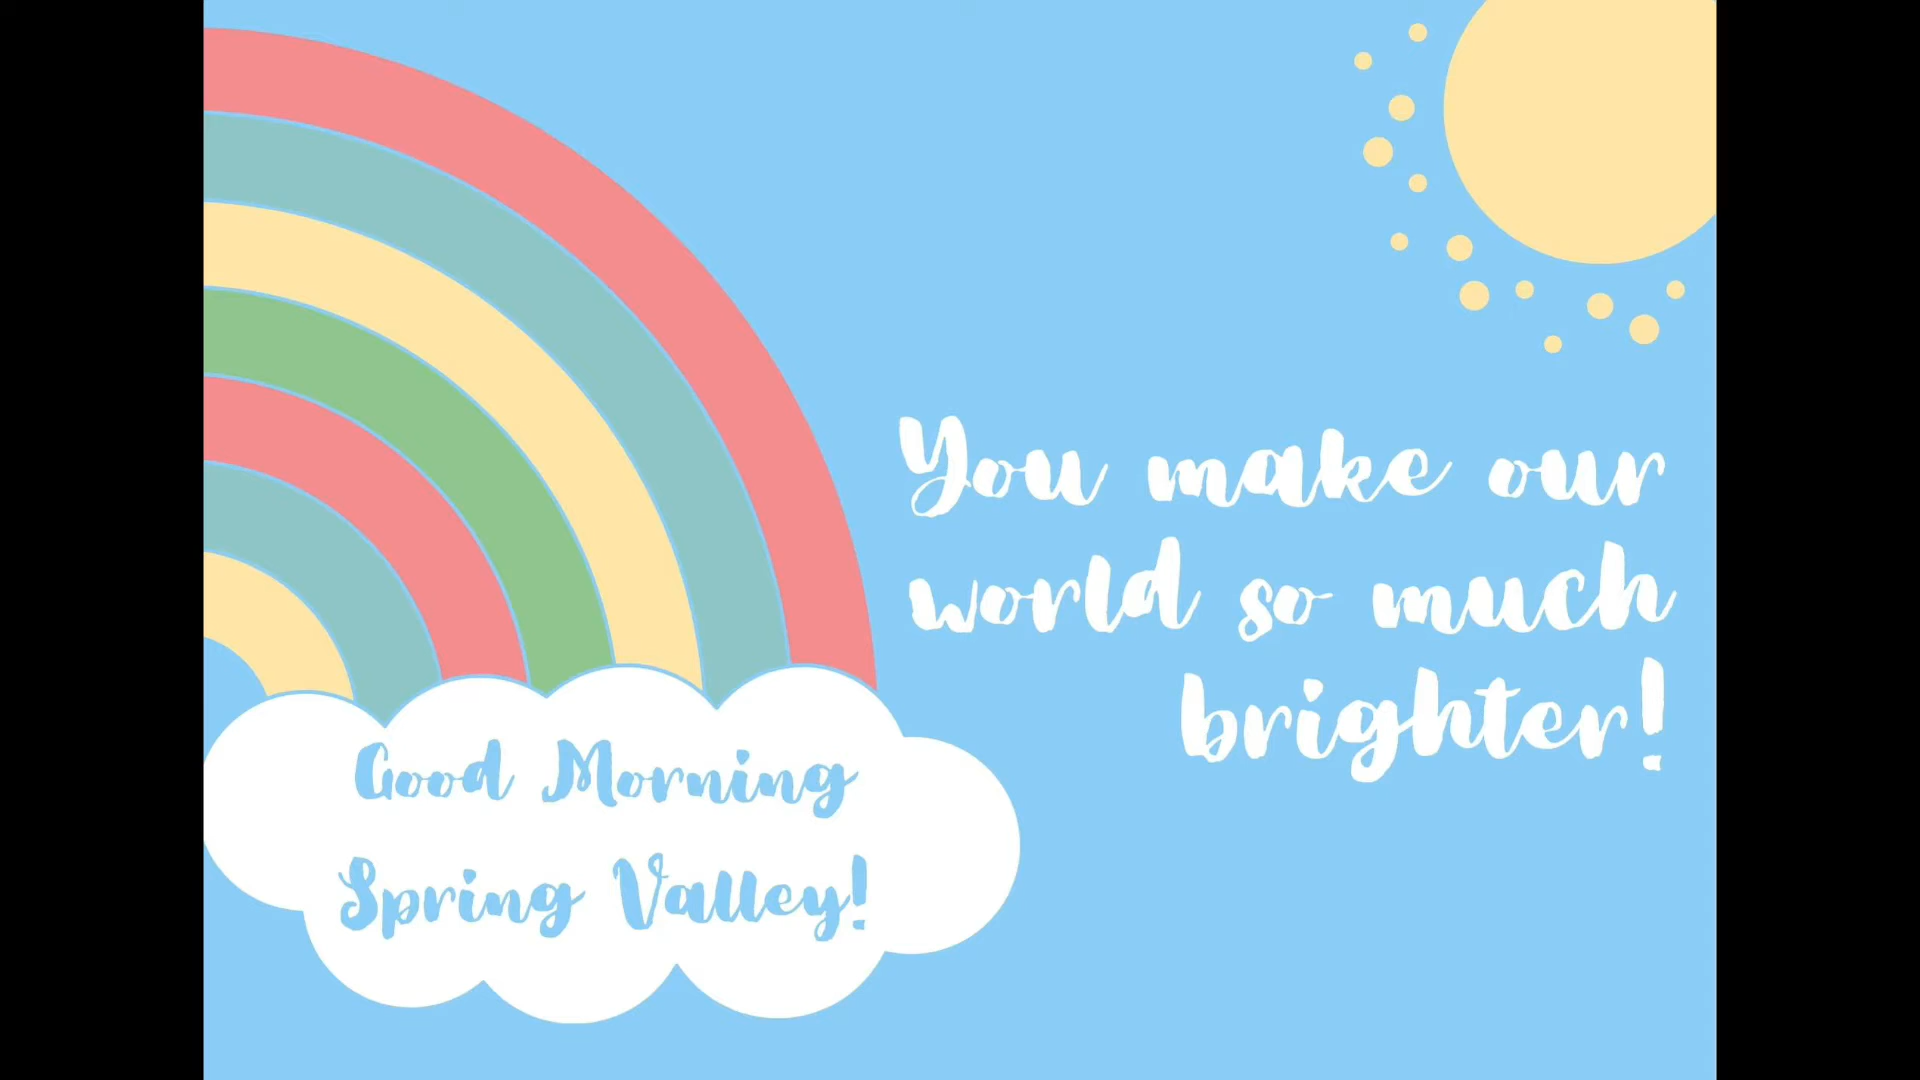 You make our
world so much
brighter!
Good Morning
Spring Valley!